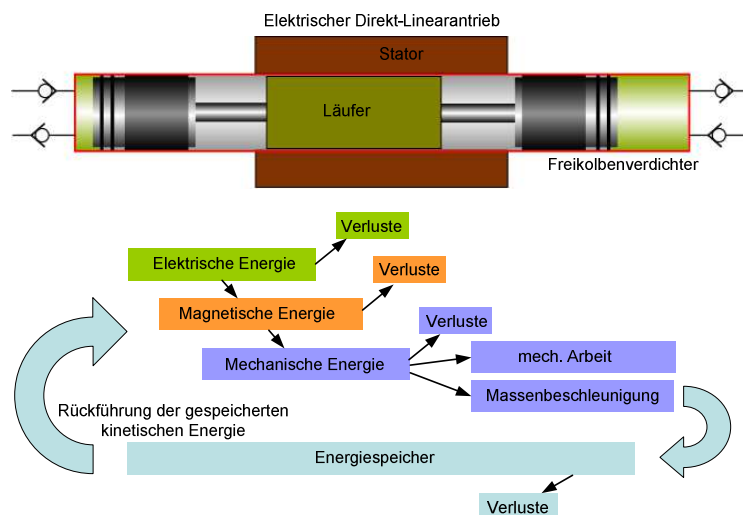 Elektrischer Direkt-Linearantrieb
Stator
Läufer
Freikolbenverdichter
Verluste
Elektrische Energie
Verluste
Magnetische Energie
Verluste
Mechanische Energie
mech. Arbeit
Massenbeschleunigung
Rückführung der gespeicherten
kinetischen Energie
Energiespeicher
Verluste